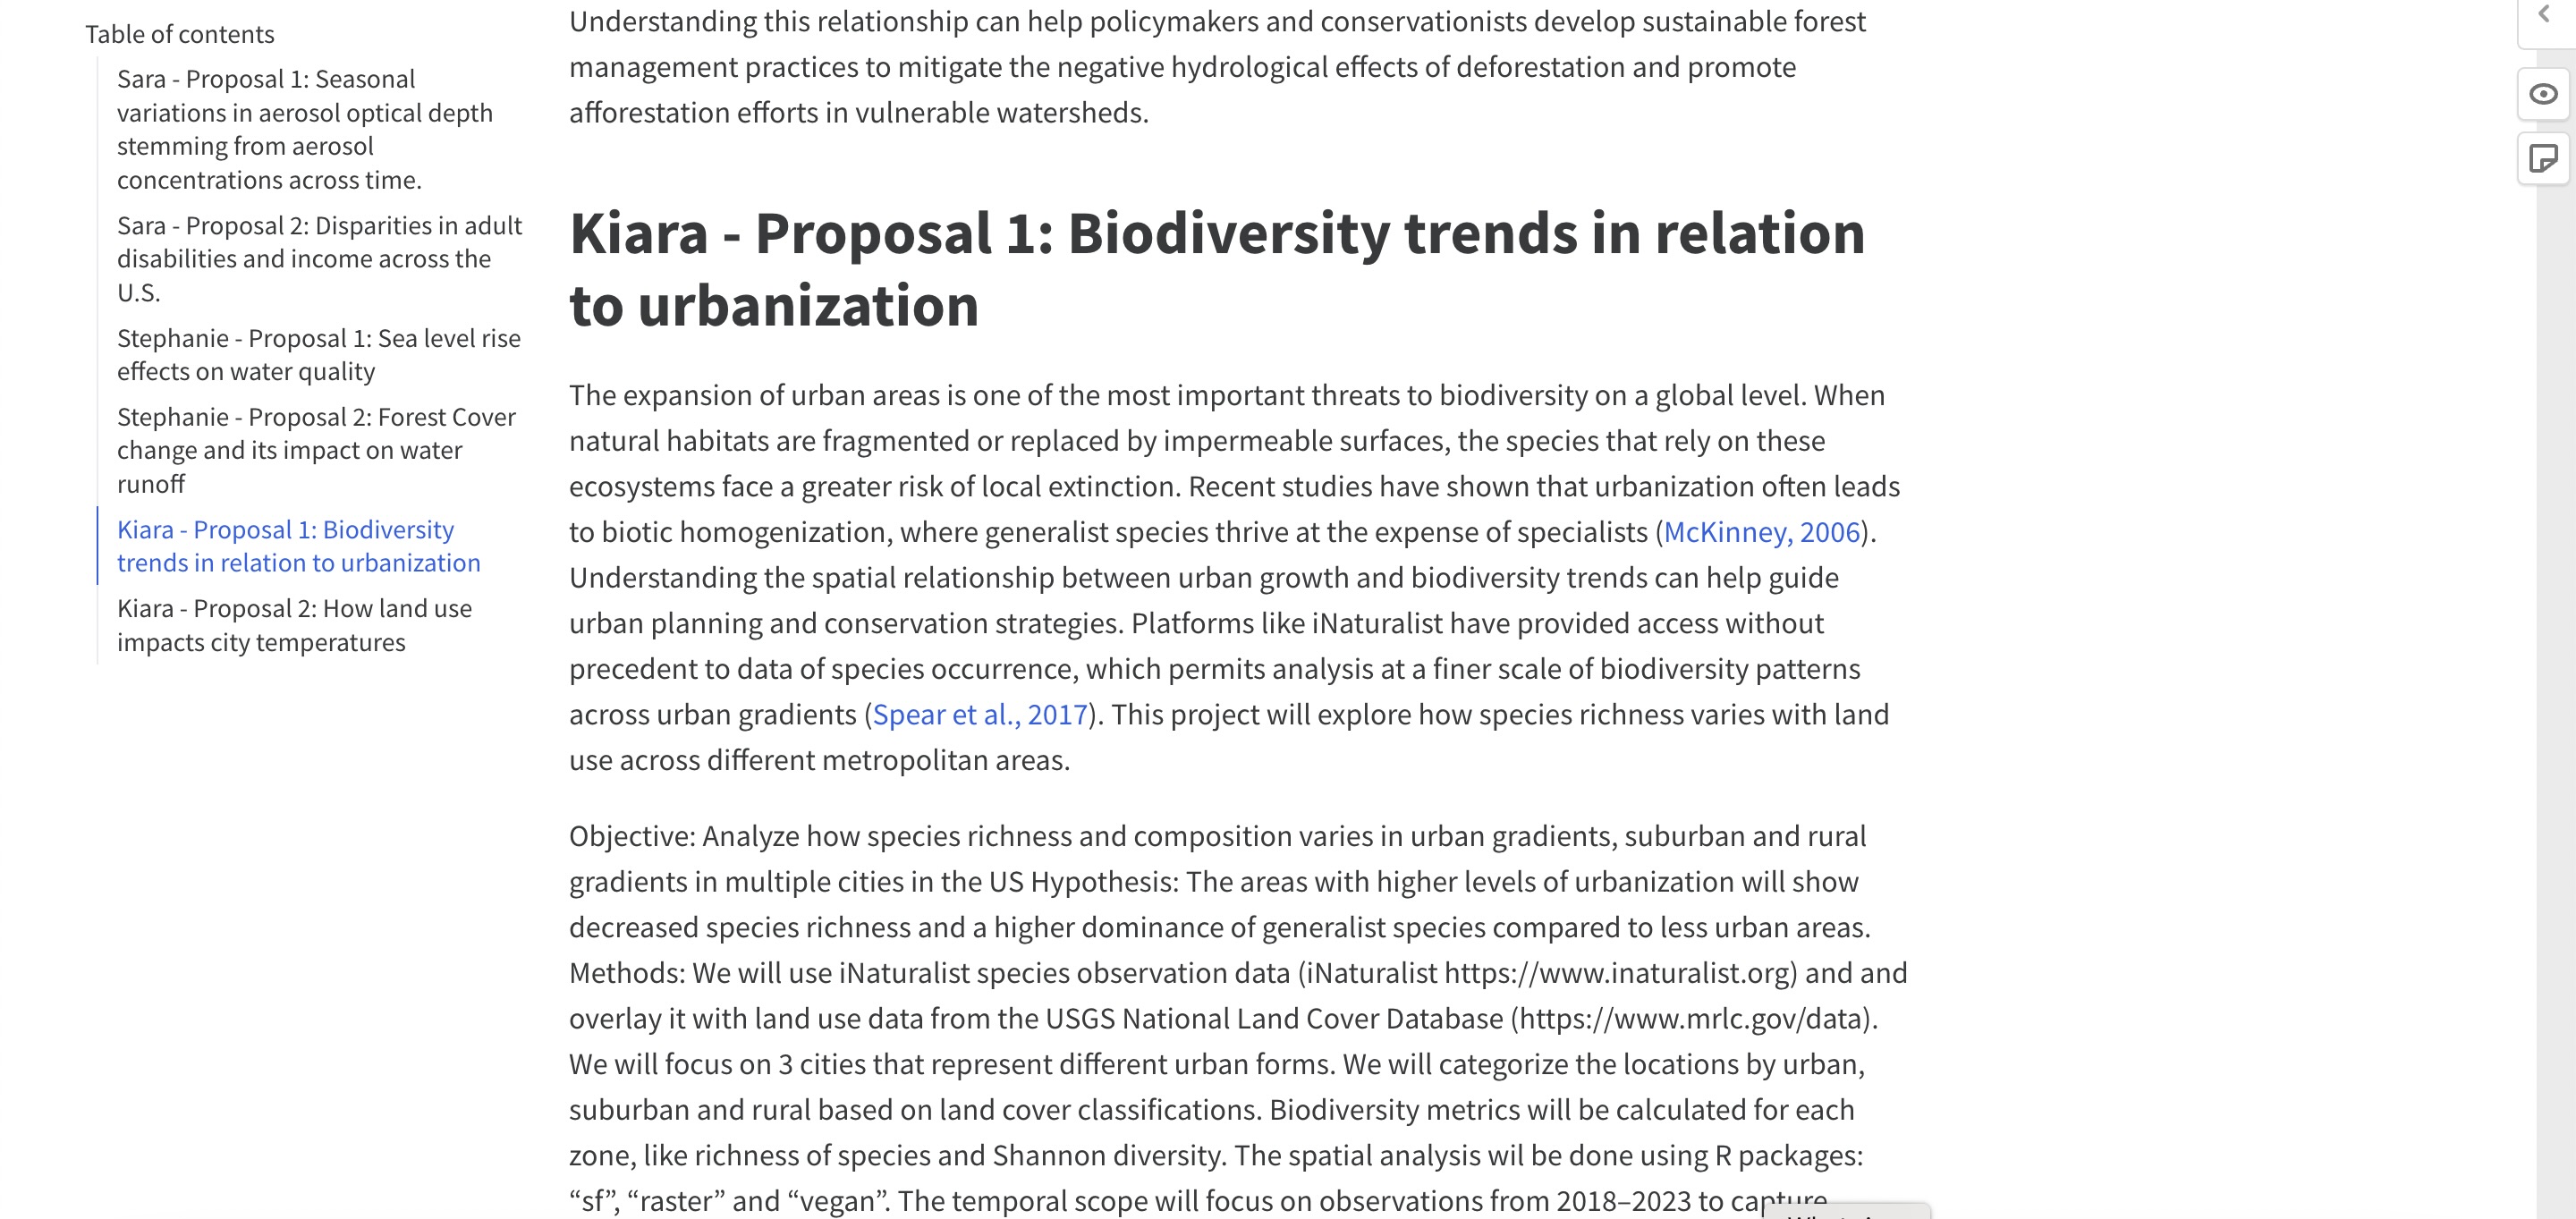 Table of contents
Sara - Proposal 1: Seasonal
variations in aerosol optical depth
stemming from aerosol
concentrations across time.
Sara - Proposal 2: Disparities in adult
disabilities and income across the
U.S.
Stephanie - Proposal 1: Sea level rise
effects on water quality
Stephanie - Proposal 2: Forest Cover
change and its impact on water
runoff
Kiara - Proposal 1: Biodiversity
trends in relation to urbanization
Kiara - Proposal 2: How land use
impacts city temperatures
Understanding this relationship can help policymakers and conservationists develop sustainable forest
management practices to mitigate the negative hydrological effects of deforestation and promote
afforestation efforts in vulnerable watersheds.
Kiara - Proposal 1: Biodiversity trends in relation
to urbanization
The expansion of urban areas is one of the most important threats to biodiversity on a global level. When
natural habitats are fragmented or replaced by impermeable surfaces, the species that rely on these
ecosystems face a greater risk of local extinction. Recent studies have shown that urbanization often leads
to biotic homogenization, where generalist species thrive at the expense of specialists (McKinney, 2006).
Understanding the spatial relationship between urban growth and biodiversity trends can help guide
urban planning and conservation strategies. Platforms like iNaturalist have provided access without
precedent to data of species occurrence, which permits analysis at a finer scale of biodiversity patterns
across urban gradients (Spear et al., 2017). This project will explore how species richness varies with land
use across different metropolitan areas.
Objective: Analyze how species richness and composition varies in urban gradients, suburban and rural
gradients in multiple cities in the US Hypothesis: The areas with higher levels of urbanization will show
decreased species richness and a higher dominance of generalist species compared to less urban areas.
Methods: We will use iNaturalist species observation data (iNaturalist https://www.inaturalist.org) and and
overlay it with land use data from the USGS National Land Cover Database (https://www.mrlc.gov/data).
We will focus on 3 cities that represent different urban forms. We will categorize the locations by urban,
suburban and rural based on land cover classifications. Biodiversity metrics will be calculated for each
zone, like richness of species and Shannon diversity. The spatial analysis wil be done using R packages:
“sf”, “raster” and “vegan”. The temporal scope will focus on observations from 2018–2023 to capture